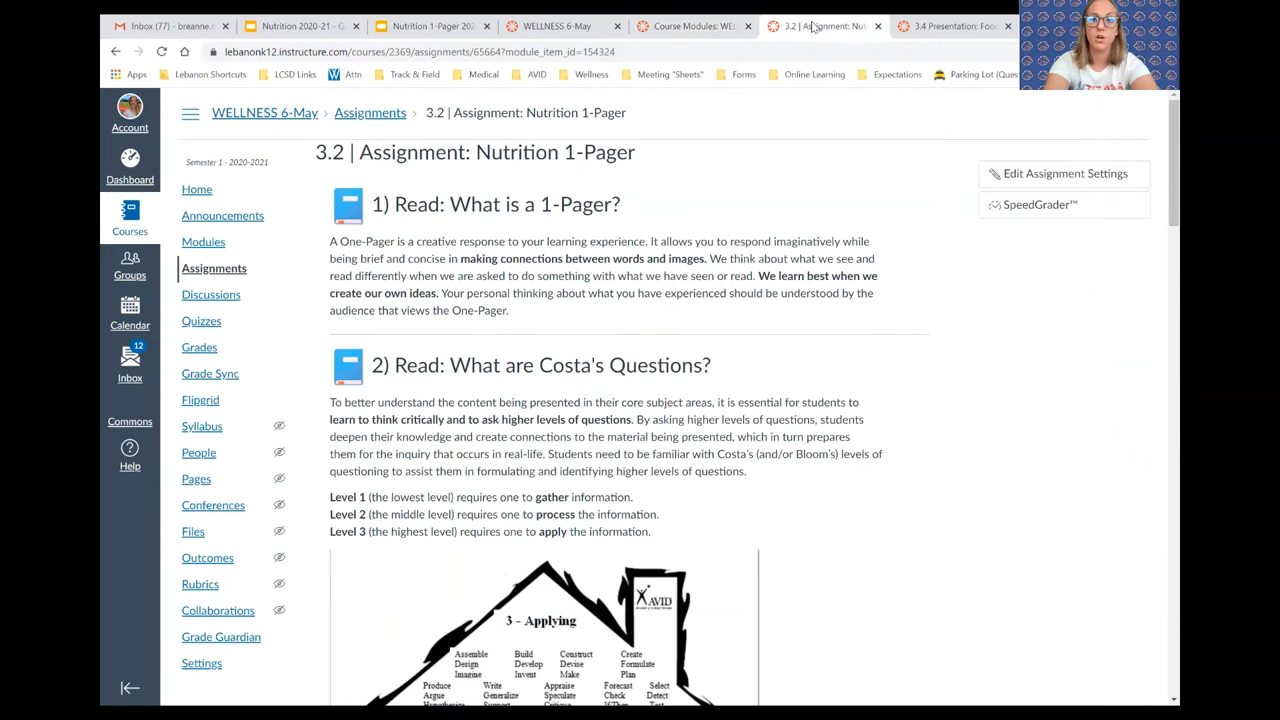 Inbox (77) - breanne.
Nutrition 2020-21 - G
Nutrition 1-Pager 202
WELLNESS 6-May
Course Modules: WEL
3.2 | Assignment: Nut
3.4 Presentation: Foo
lebanonk12.instructure.com/courses/2369/assignments/65664?module_item_id=154324
Apps
Lebanon Shortcuts
LCSD Links
Attn
Track & Field
Medical
AVID
Wellness
Meeting "Sheets"
Forms
Online Learning
Expectations
Parking Lot (Ques
Account
Dashboard
Courses
Groups
Calendar
12
Inbox
Commons
Help
WELLNESS 6-May › Assignments › 3.2 | Assignment: Nutrition 1-Pager
Semester 1 - 2020-2021
Home
Announcements
Modules
Assignments
Discussions
Quizzes
Grades
Grade Sync
Flipgrid
Syllabus
People
Pages
Conferences
Files
Outcomes
Rubrics
Collaborations
Grade Guardian
Settings
3.2 | Assignment: Nutrition 1-Pager
1) Read: What is a 1-Pager?
A One-Pager is a creative response to your learning experience. It allows you to respond imaginatively while
being brief and concise in making connections between words and images. We think about what we see and
read differently when we are asked to do something with what we have seen or read. We learn best when we
create our own ideas. Your personal thinking about what you have experienced should be understood by the
audience that views the One-Pager.
2) Read: What are Costa's Questions?
To better understand the content being presented in their core subject areas, it is essential for students to
learn to think critically and to ask higher levels of questions. By asking higher levels of questions, students
deepen their knowledge and create connections to the material being presented, which in turn prepares
them for the inquiry that occurs in real-life. Students need to be familiar with Costa's (and/or Bloom's) levels of
questioning to assist them in formulating and identifying higher levels of questions.
Level 1 (the lowest level) requires one to gather information.
Level 2 (the middle level) requires one to process the information.
Level 3 (the highest level) requires one to apply the information.
AVID
3 - Applying
Assemble Build Construct Create
Design Develop Devise Formulate
Imagine Invent Make Plan
Produce Write Appraise Forecast Select
Argue Generalize Speculate Check Detect
Edit Assignment Settings
SpeedGrader™